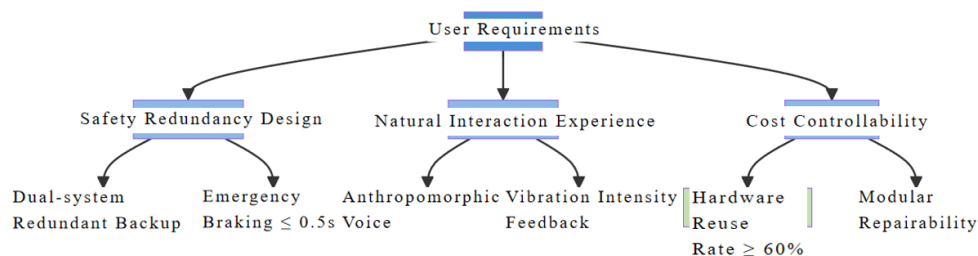 User Requirements
Safety Redundancy Design
Natural Interaction Experience
Cost Controllability
Dual-system
Redundant Backup
Emergency
Braking ≤ 0.5s
Anthropomorphic
Voice
Vibration Intensity
Feedback
Hardware
Reuse
Rate ≥ 60%
Modular
Repairability